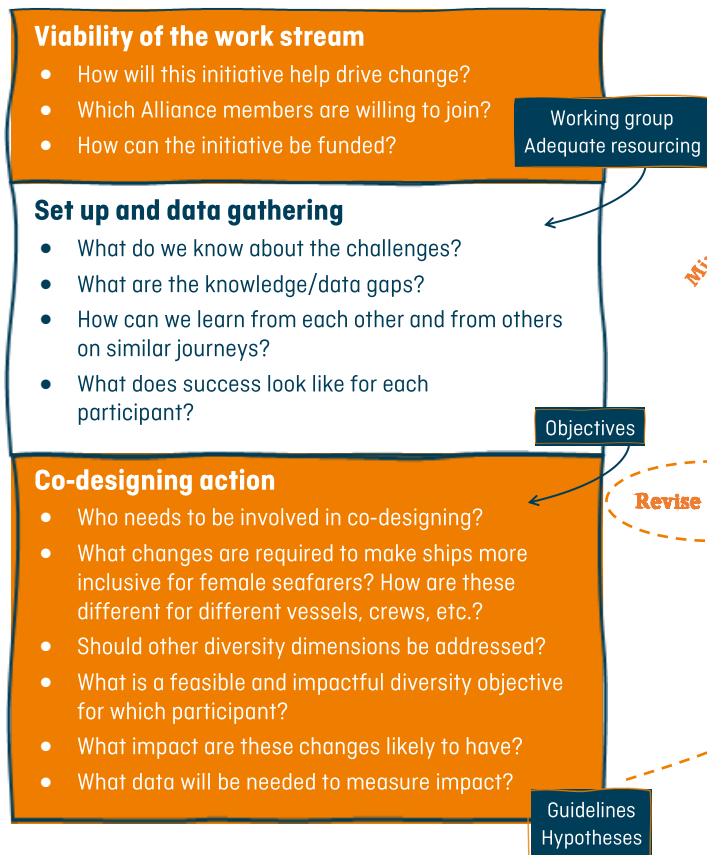 Viability of the work stream
• How will this initiative help drive change?
• Which Alliance members are willing to join?
• How can the initiative be funded?
Working group
Adequate resourcing
Set up and data gathering
• What do we know about the challenges?
• What are the knowledge/data gaps?
• How can we learn from each other and from others
on similar journeys?
• What does success look like for each
participant?
Objectives
Co-designing action
• Who needs to be involved in co-designing?
• What changes are required to make ships more
inclusive for female seafarers? How are these
different for different vessels, crews, etc.?
• Should other diversity dimensions be addressed?
• What is a feasible and impactful diversity objective
for which participant?
• What impact are these changes likely to have?
• What data will be needed to measure impact?
Revise
Guidelines
Hypotheses